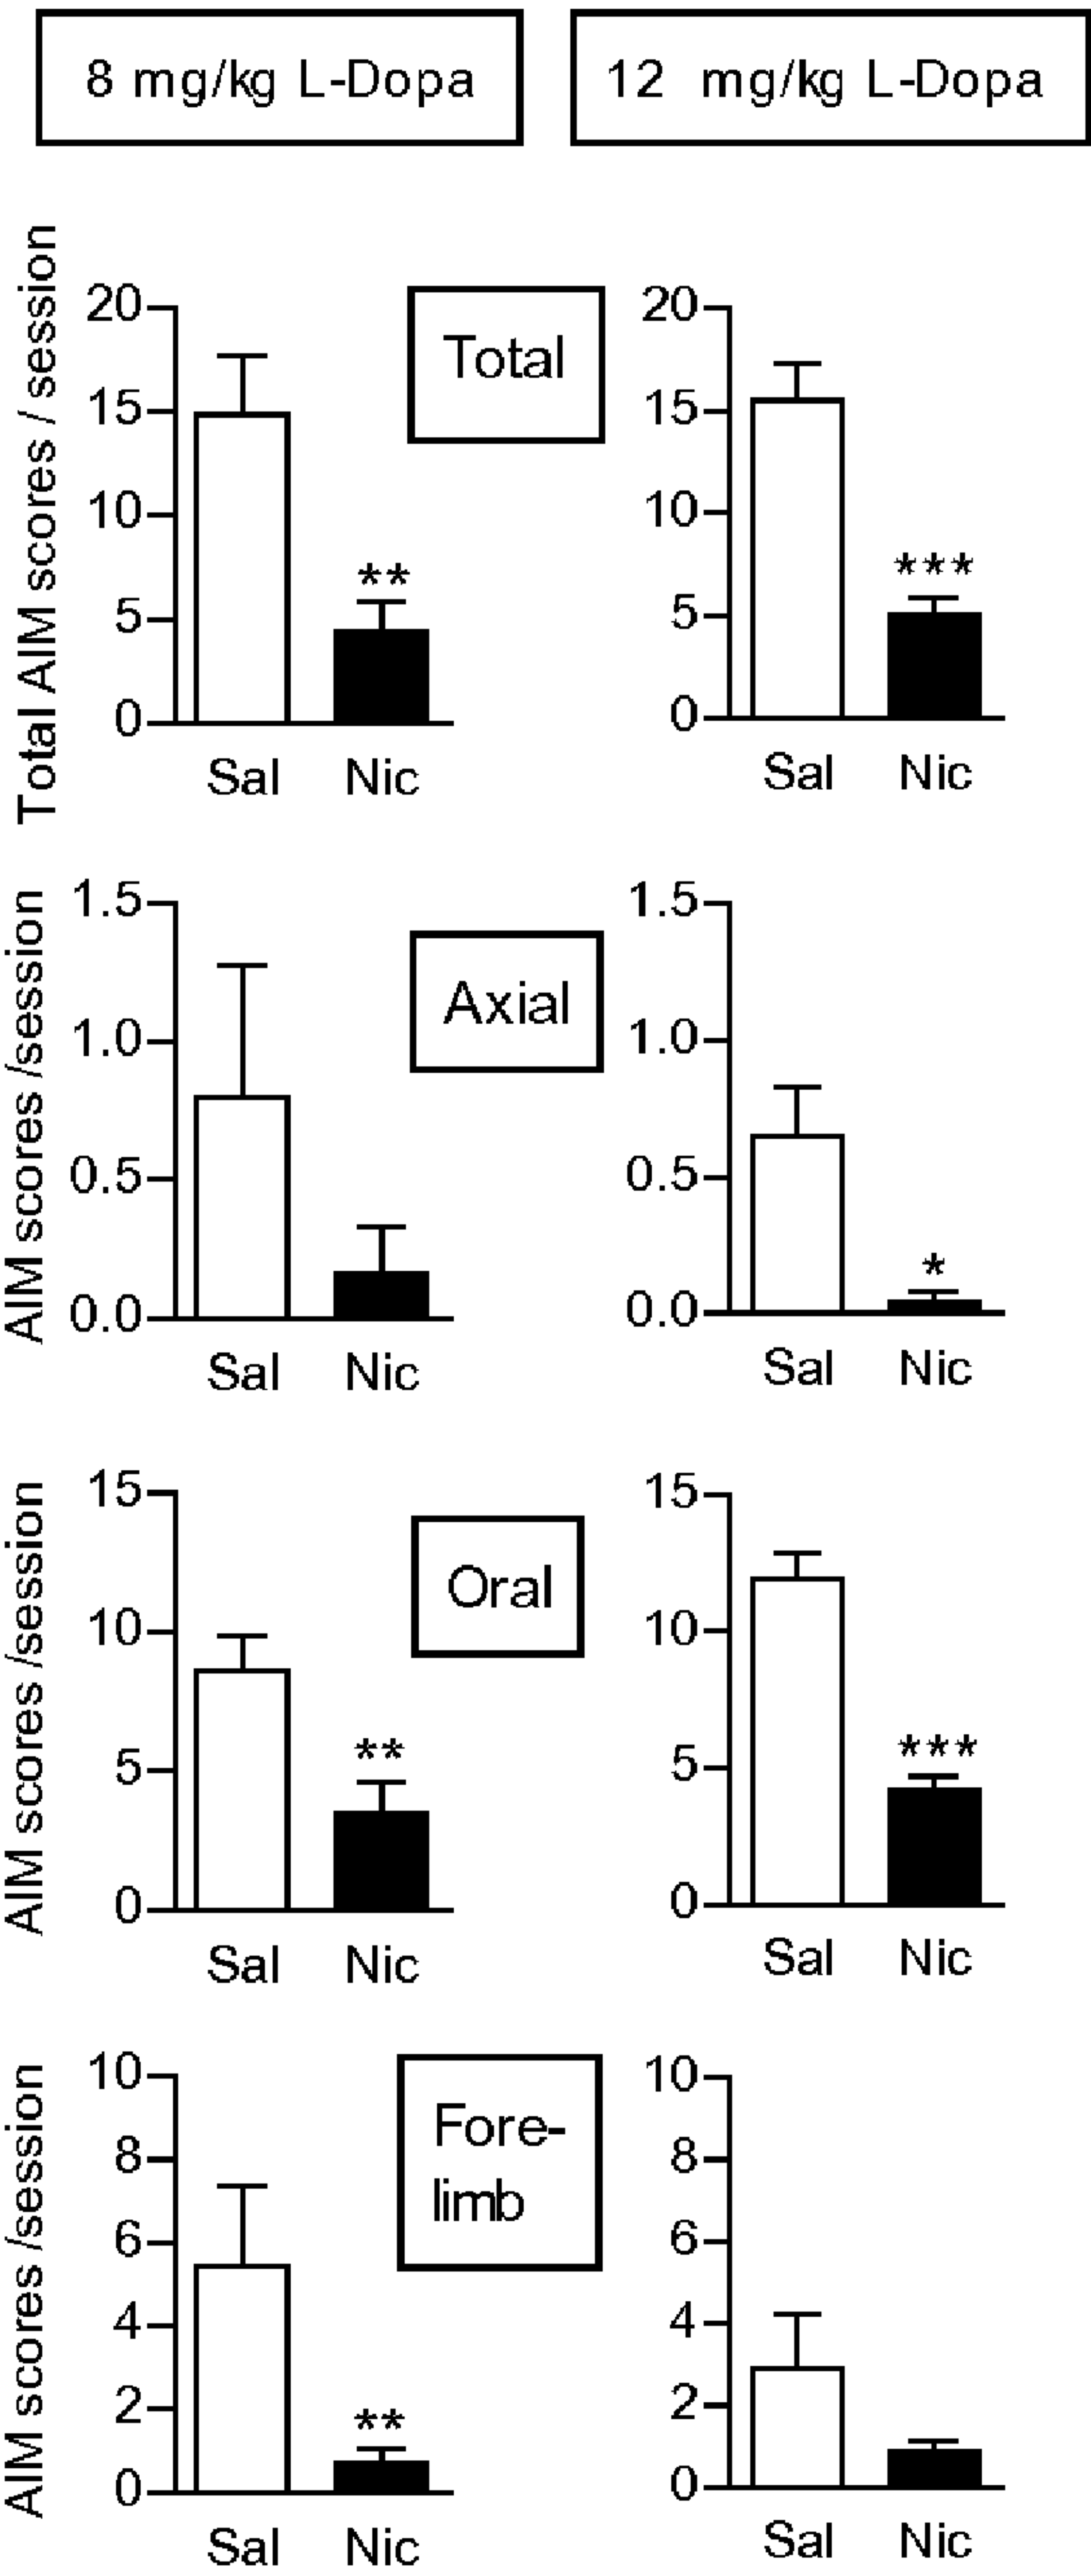 8 mg/kg L-Dopa
12 mg/kg L-Dopa
Total AIM scores / session
20
15
10
5
0
**
Sal Nic
Total
20
15
10
5
0
***
Sal Nic
AIM scores /session
1.5
1.0
0.5
0.0
Sal Nic
Axial
1.5
1.0
0.5
0.0
*
Sal Nic
AIM scores /session
15
10
5
0
**
Sal Nic
Oral
15
10
5
0
***
Sal Nic
AIM scores /session
10
8
6
4
2
0
**
Sal Nic
Fore-
limb
10
8
6
4
2
0
Sal Nic